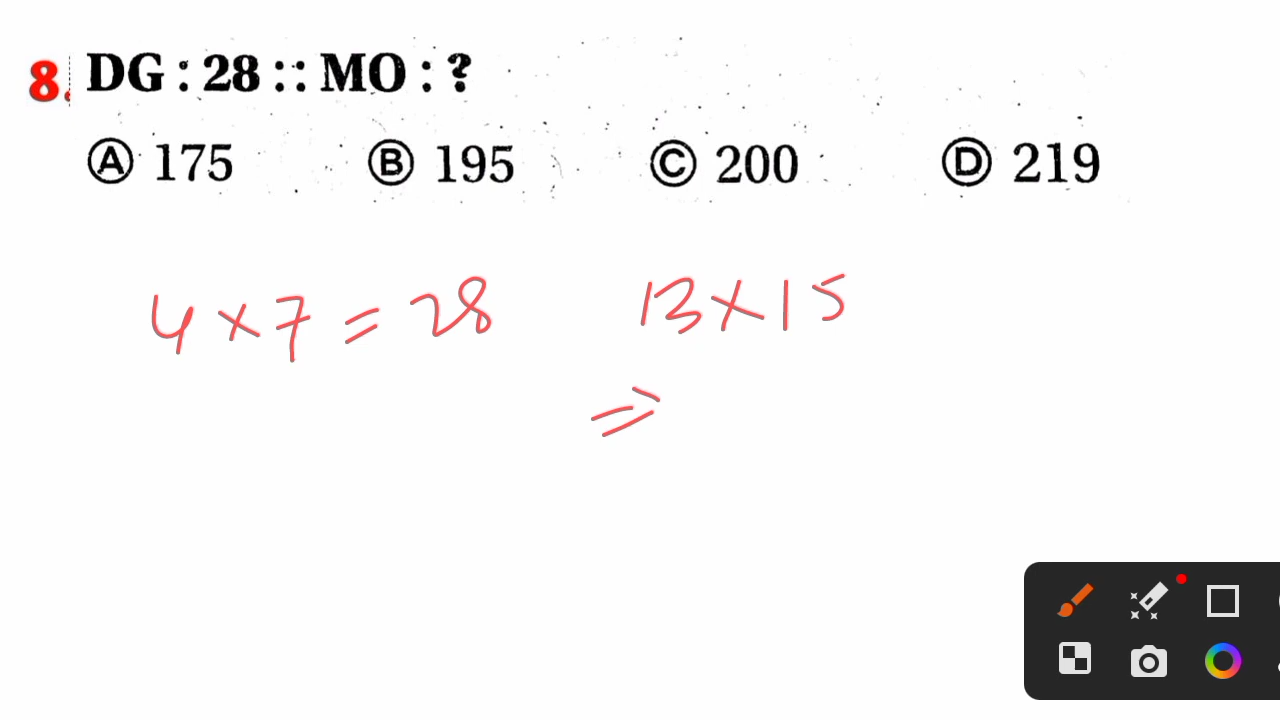 8. DG : 28 :: MO : ?
Ⓐ 175 Ⓑ 195 Ⓒ 200 Ⓓ 219
4 × 7 = 28 13 × 15
⇒